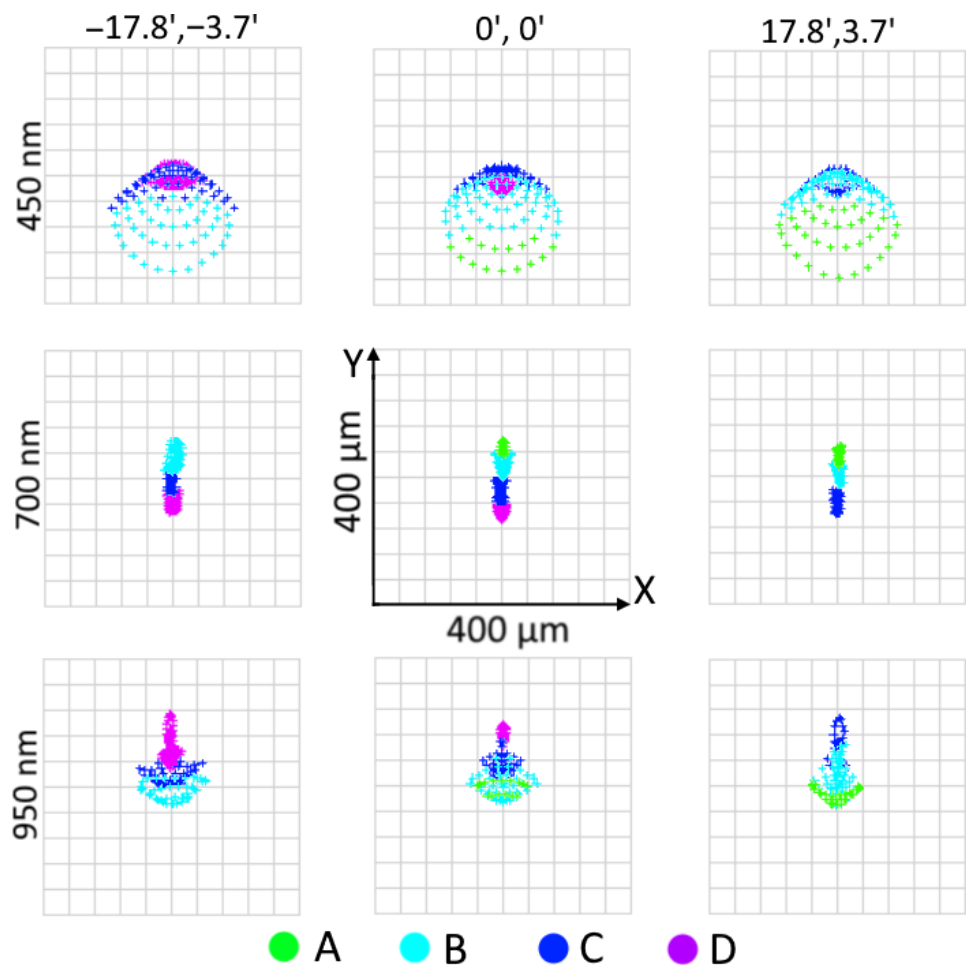 −17.8',−3.7'
0', 0'
17.8',3.7'
450 nm
700 nm
Y
400 µm
X
400 µm
950 nm
A
B
C
D